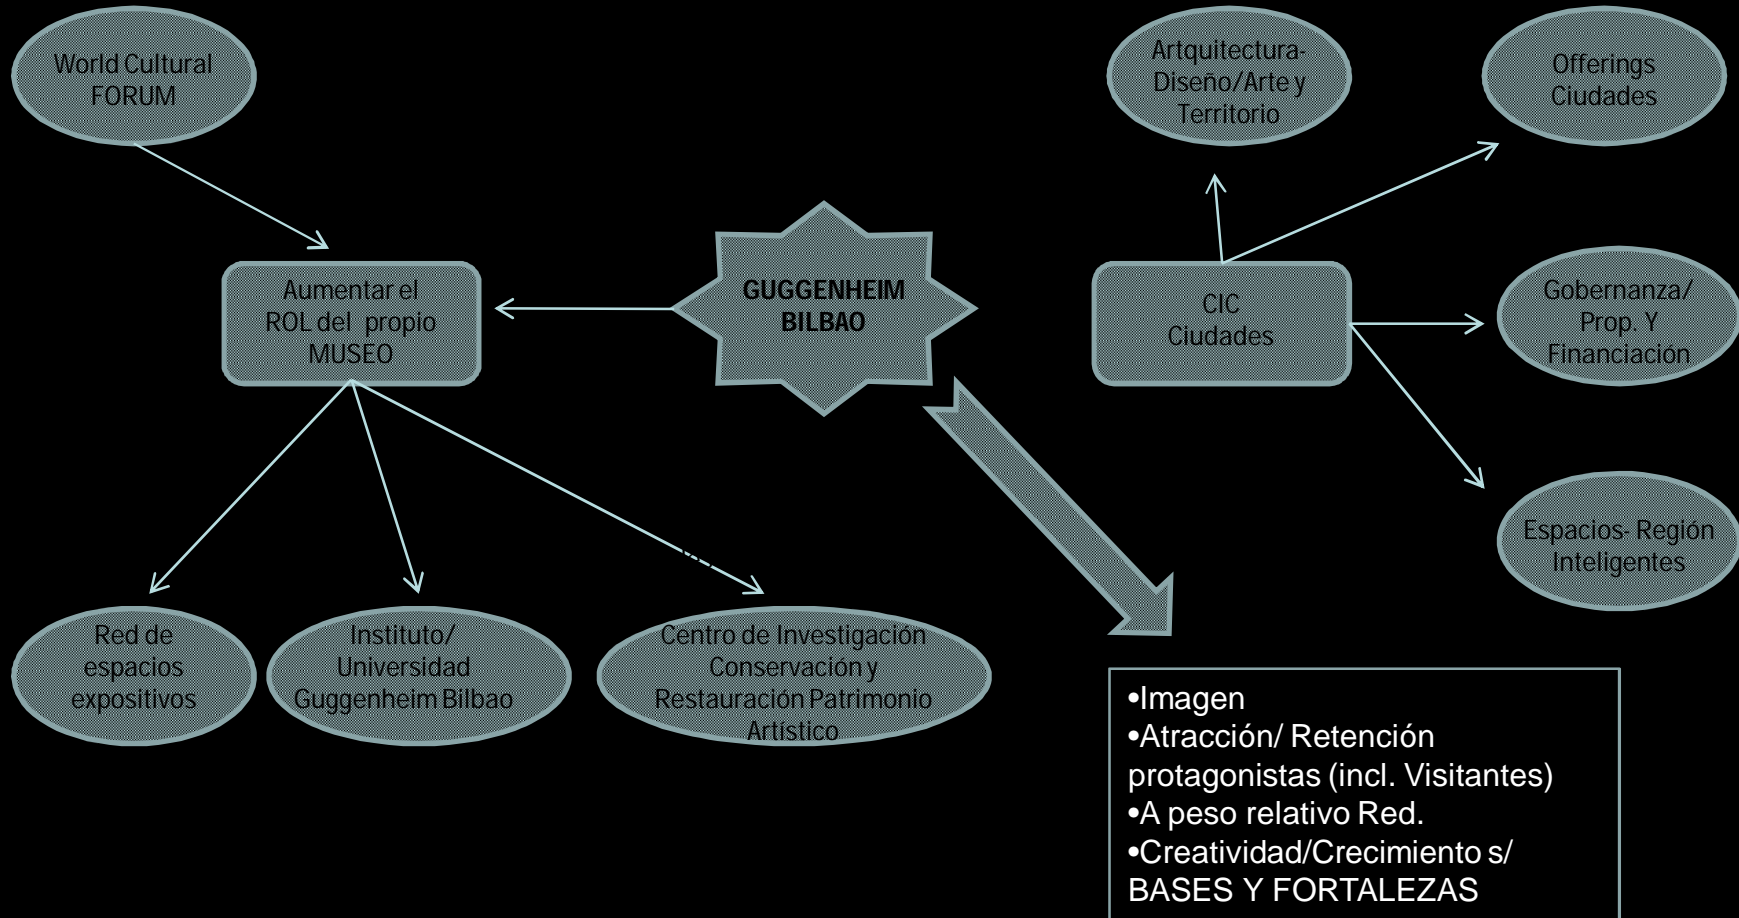 World Cultural
FORUM
Artquitectura-
Diseño/Arte y
Territorio
Offerings
Ciudades
Aumentar el
ROL del propio
MUSEO
GUGGENHEIM
BILBAO
CIC
Ciudades
Gobernanza/
Prop. Y
Financiación
Espacios- Región
Inteligentes
Red de
espacios
expositivos
Instituto/
Universidad
Guggenheim Bilbao
Centro de Investigación
Conservación y
Restauración Patrimonio
Artístico
•Imagen
•Atracción/ Retención
protagonistas (incl. Visitantes)
•A peso relativo Red.
•Creatividad/Crecimiento s/
BASES Y FORTALEZAS